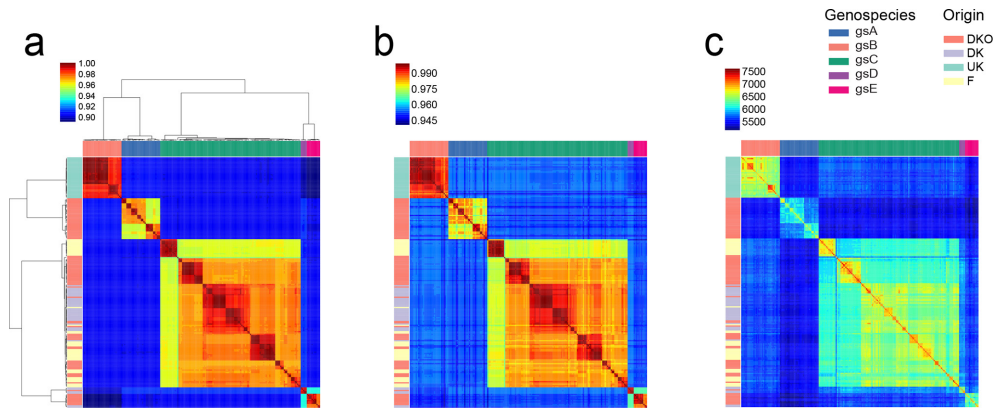 a
1.00
0.98
0.96
0.94
0.92
0.90
b
0.990
0.975
0.960
0.945
c
7500
7000
6500
6000
5500
Genospecies
gsA
gsB
gsC
gsD
gsE
Origin
DKO
DK
UK
F